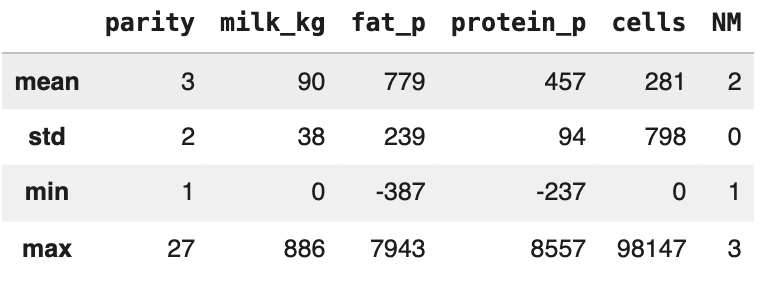 parity milk_kg fat_p protein_p cells NM
mean 3 90 779 457 281 2
std 2 38 239 94 798 0
min 1 0 -387 -237 0 1
max 27 886 7943 8557 98147 3